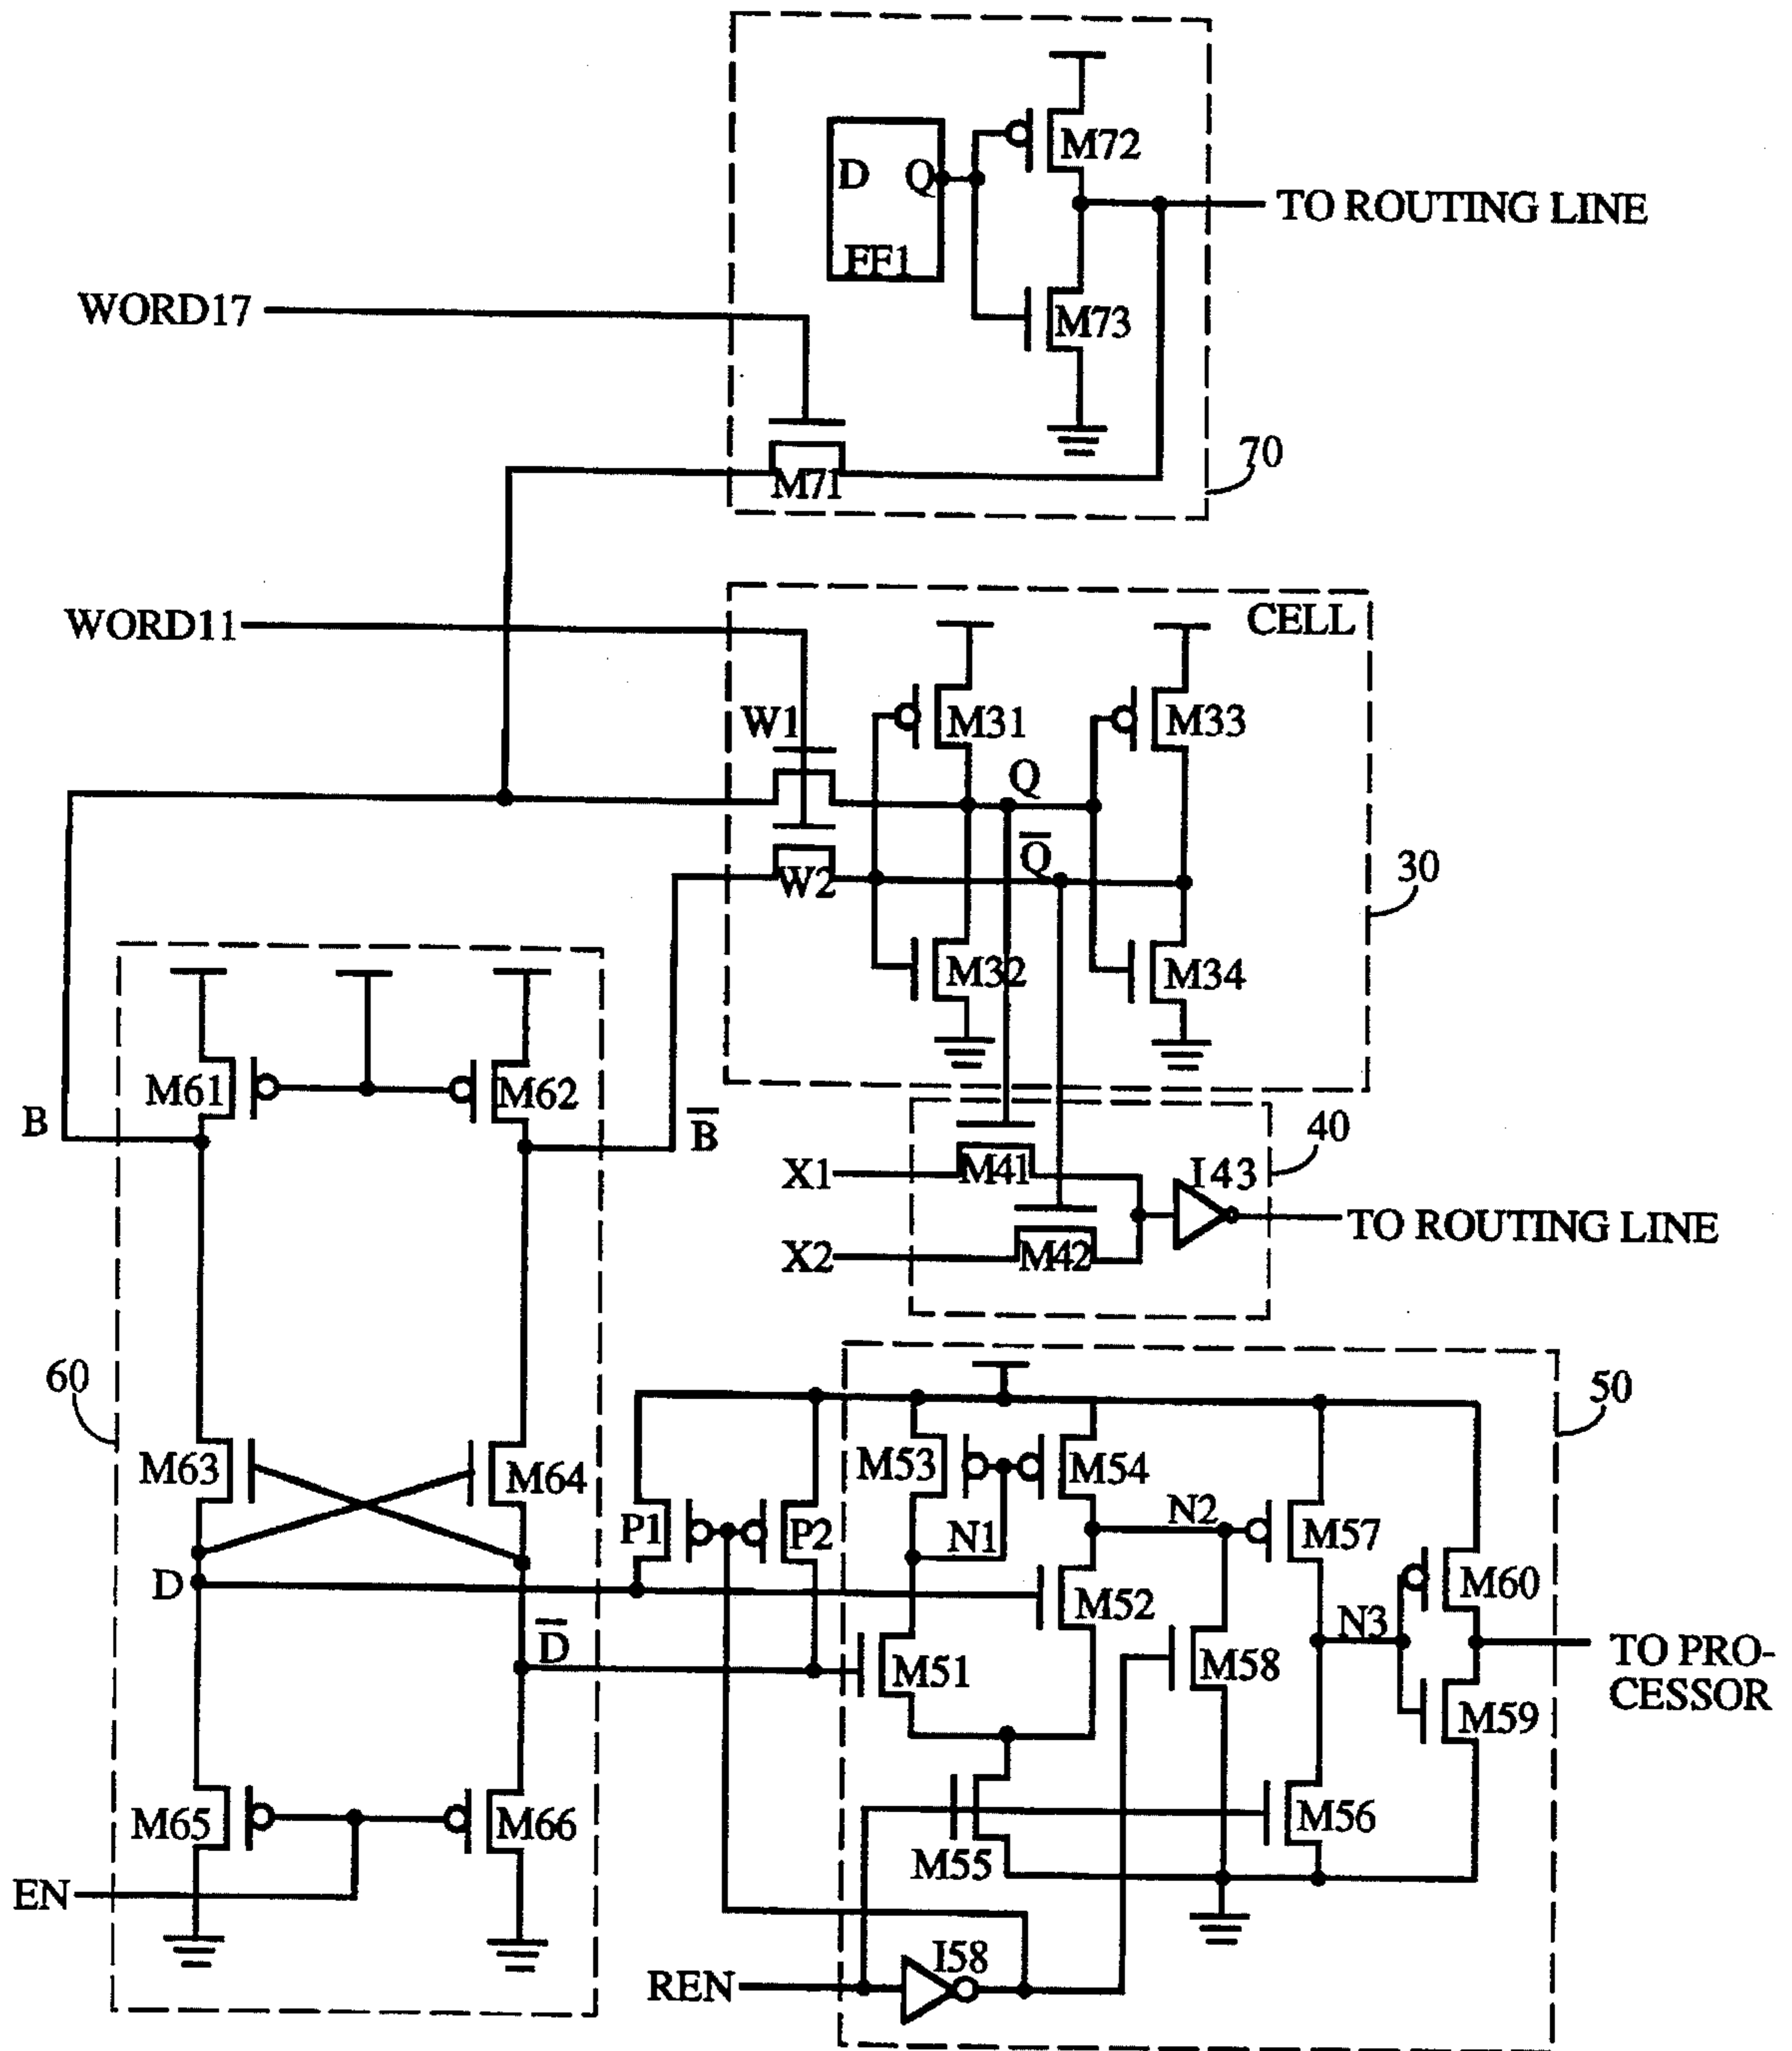 M72
D Q
TO ROUTING LINE
FF1
WORD17
M73
70
M71
WORD11
CELL
W1
M31
M33
Q
Q̅
30
W2
M32
M34
M61
M62
B
B̅
40
X1
M41
I43
TO ROUTING LINE
X2
M42
60
50
M63
M64
M53
M54
P1
P2
N1
N2
M57
D
M52
M60
N3
D̅
M51
M58
TO PRO-
CESSOR
M59
M65
M66
M56
M55
EN
I58
REN